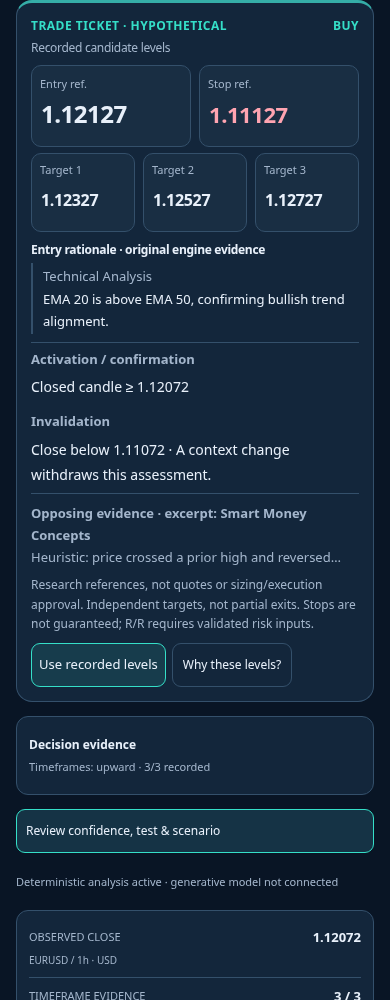 TRADE TICKET · HYPOTHETICAL BUY
Recorded candidate levels
Entry ref. Stop ref.
1.12127 1.11127
Target 1 Target 2 Target 3
1.12327 1.12527 1.12727
Entry rationale · original engine evidence
Technical Analysis
EMA 20 is above EMA 50, confirming bullish trend
alignment.
Activation / confirmation
Closed candle ≥ 1.12072
Invalidation
Close below 1.11072 · A context change
withdraws this assessment.
Opposing evidence · excerpt: Smart Money
Concepts
Heuristic: price crossed a prior high and reversed…
Research references, not quotes or sizing/execution
approval. Independent targets, not partial exits. Stops are
not guaranteed; R/R requires validated risk inputs.
Use recorded levels Why these levels?
Decision evidence
Timeframes: upward · 3/3 recorded
Review confidence, test & scenario
Deterministic analysis active · generative model not connected
OBSERVED CLOSE 1.12072
EURUSD / 1h · USD
TIMEFRAME EVIDENCE 3 / 3